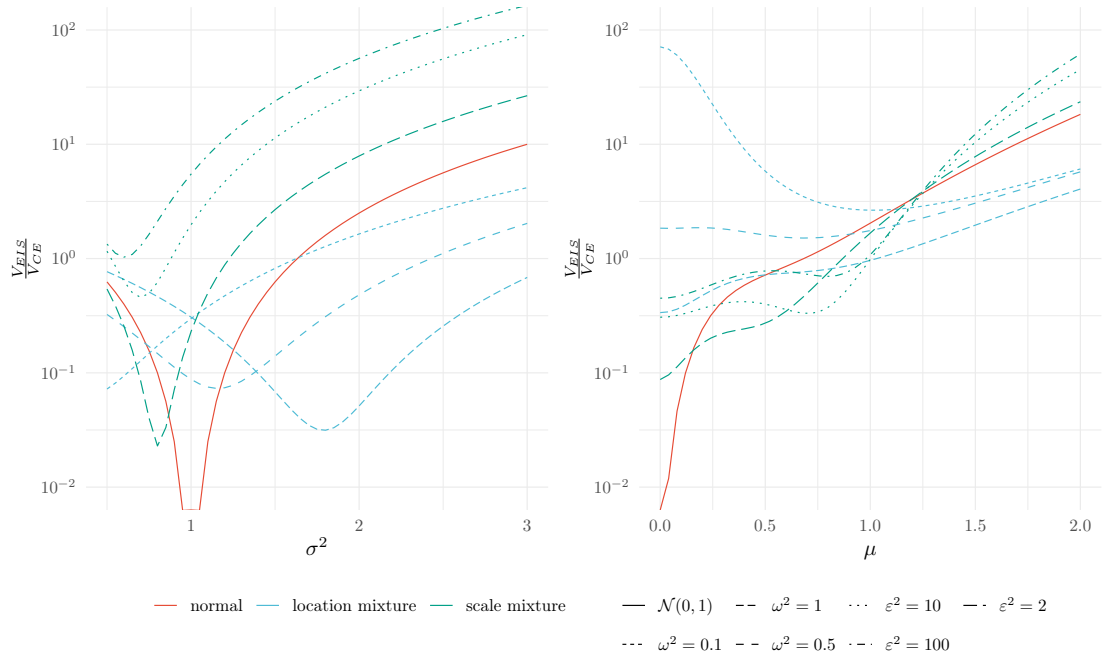 10² 10² 
10¹ 10¹
V_EIS/V_CE 10⁰ V_EIS/V_CE 10⁰
10⁻¹ 10⁻¹
10⁻² 10⁻²
1 2 3 0.0 0.5 1.0 1.5 2.0
σ² μ
normal location mixture scale mixture 𝒩(0, 1) ω² = 1 ε² = 10 ε² = 2
ω² = 0.1 ω² = 0.5 ε² = 100